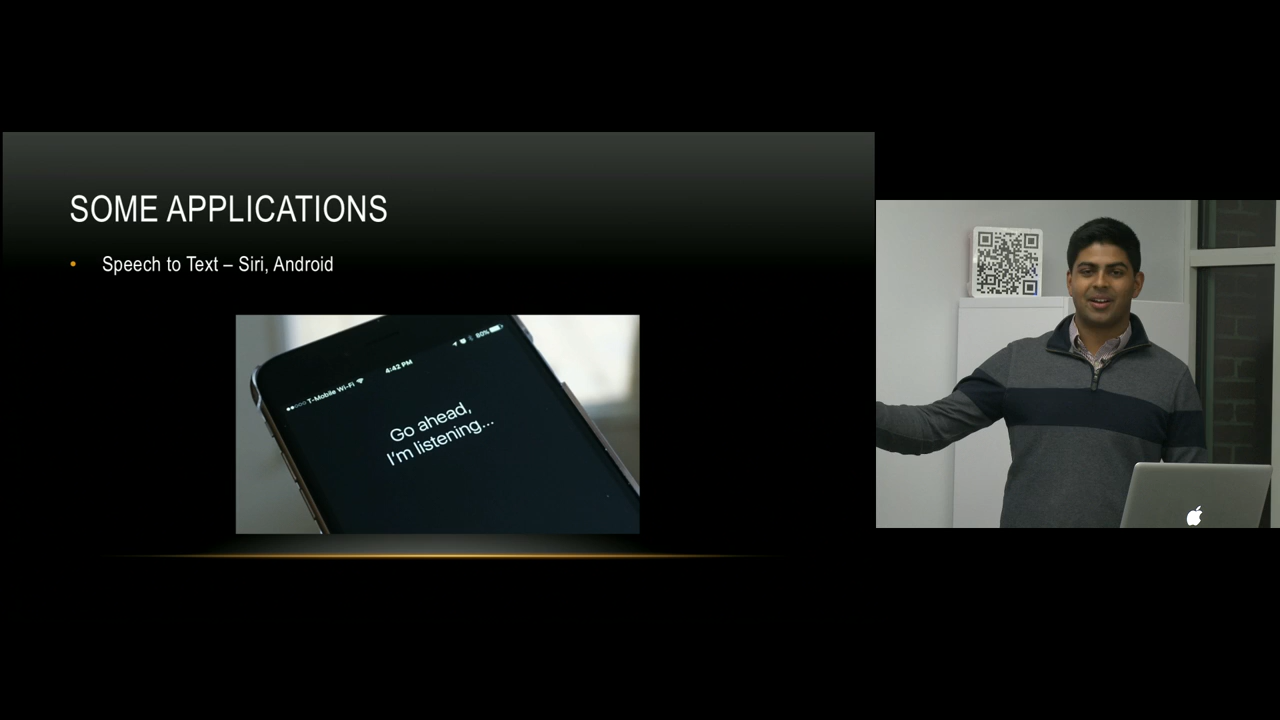 SOME APPLICATIONS
• Speech to Text – Siri, Android
T-Mobile Wi-Fi 4:42 PM 80%
Go ahead,
I'm listening...